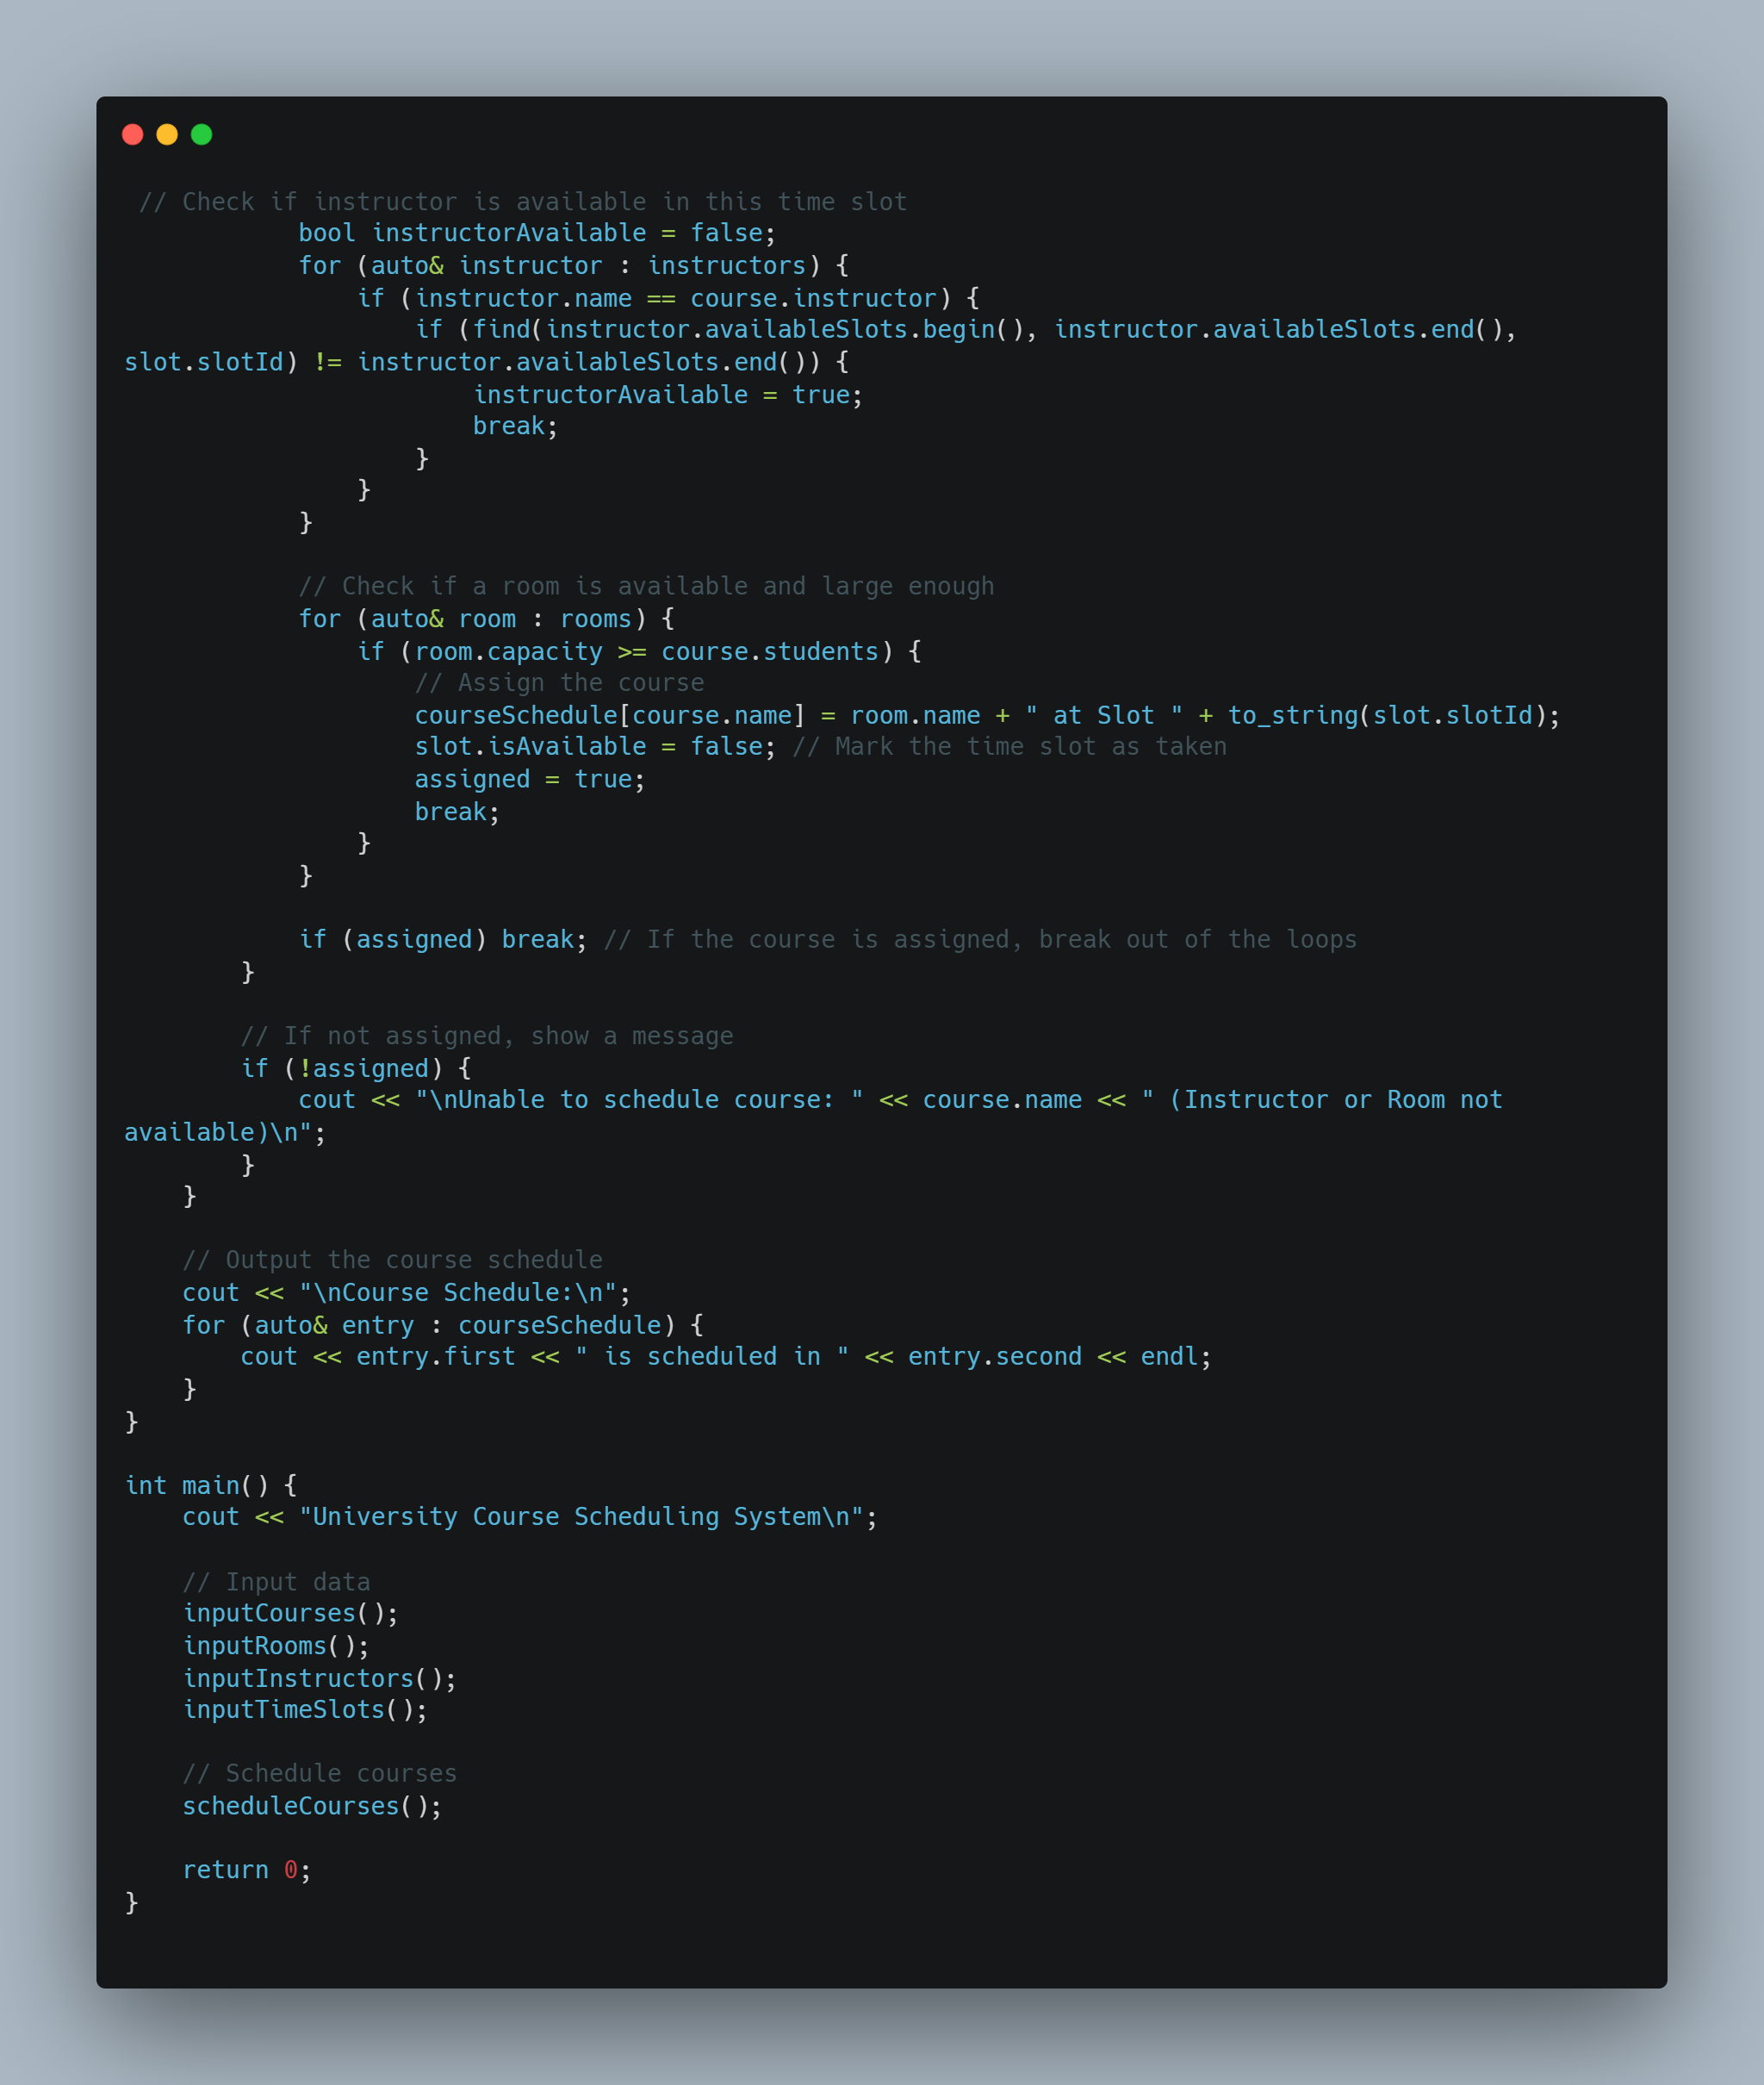 // Check if instructor is available in this time slot
            bool instructorAvailable = false;
            for (auto& instructor : instructors) {
                if (instructor.name == course.instructor) {
                    if (find(instructor.availableSlots.begin(), instructor.availableSlots.end(),
slot.slotId) != instructor.availableSlots.end()) {
                        instructorAvailable = true;
                        break;
                    }
                }
            }

            // Check if a room is available and large enough
            for (auto& room : rooms) {
                if (room.capacity >= course.students) {
                    // Assign the course
                    courseSchedule[course.name] = room.name + " at Slot " + to_string(slot.slotId);
                    slot.isAvailable = false; // Mark the time slot as taken
                    assigned = true;
                    break;
                }
            }

            if (assigned) break; // If the course is assigned, break out of the loops
        }

        // If not assigned, show a message
        if (!assigned) {
            cout << "\nUnable to schedule course: " << course.name << " (Instructor or Room not
available)\n";
        }
    }

    // Output the course schedule
    cout << "\nCourse Schedule:\n";
    for (auto& entry : courseSchedule) {
        cout << entry.first << " is scheduled in " << entry.second << endl;
    }
}

int main() {
    cout << "University Course Scheduling System\n";

    // Input data
    inputCourses();
    inputRooms();
    inputInstructors();
    inputTimeSlots();

    // Schedule courses
    scheduleCourses();

    return 0;
}